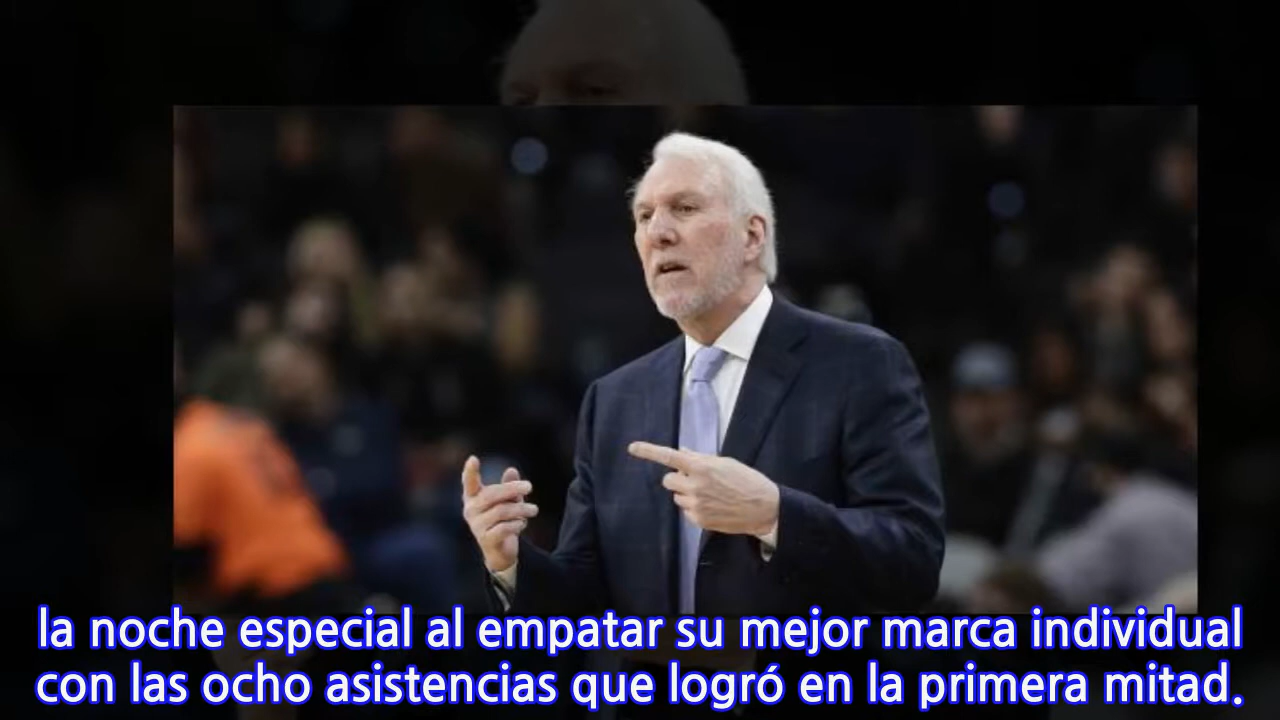 la noche especial al empatar su mejor marca individual
con las ocho asistencias que logró en la primera mitad.